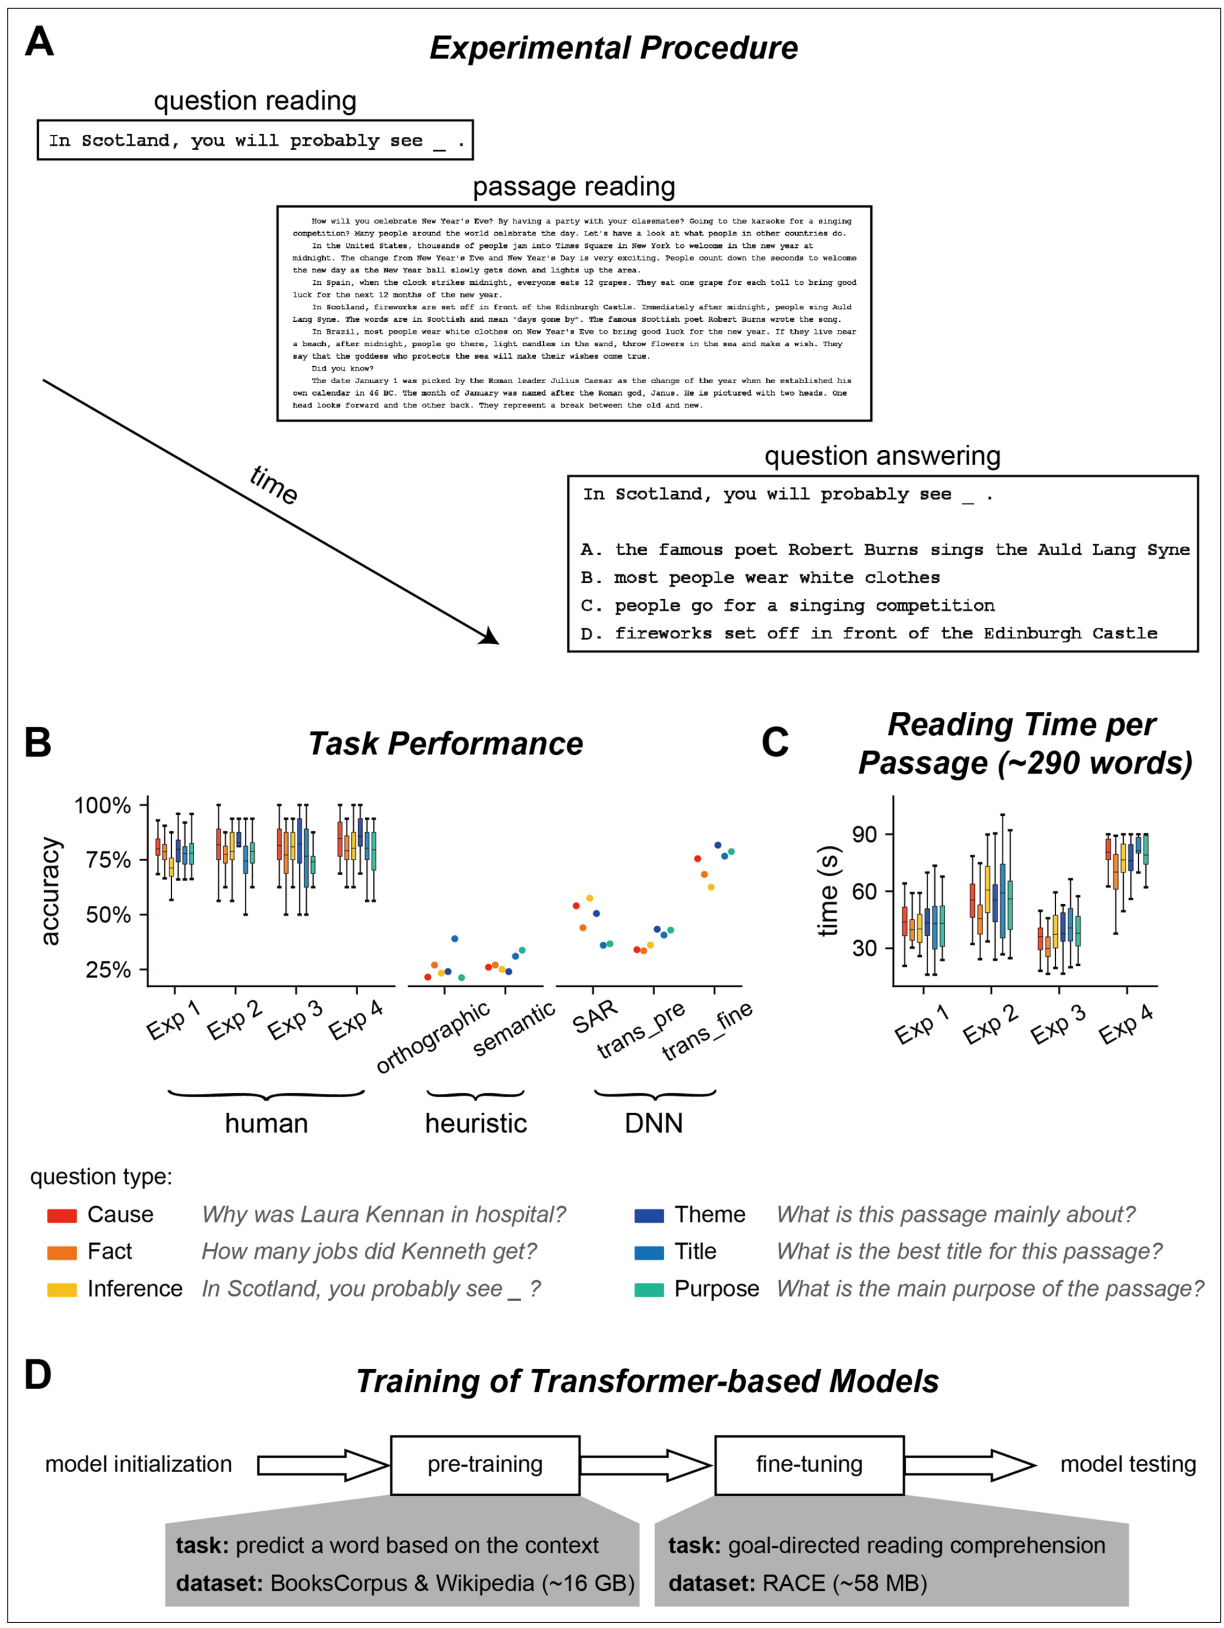 A
Experimental Procedure
question reading
In Scotland, you will probably see _ .
passage reading
How will you celebrate New Year's Eve? By having a party with your classmates? Going to the karaoke for a singing
competition? Many people around the world celebrate the day. Let's have a look at what people in other countries do.
In the United States, thousands of people jam into Times Square in New York to welcome in the new year at
midnight. The change from New Year's Eve and New Year's Day is very exciting. People count down the seconds to welcome
the new day as the New Year ball slowly gets down and lights up the area.
In Spain, when the clock strikes midnight, everyone eats 12 grapes. They eat one grape for each toll to bring good
luck for the next 12 months of the new year.
In Scotland, fireworks are set off in front of the Edinburgh Castle. Immediately after midnight, people sing Auld
Lang Syne. The words are in Scottish and mean "days gone by". The famous Scottish poet Robert Burns wrote the song.
In Brazil, most people wear white clothes on New Year's Eve to bring good luck for the new year. If they live near
a beach, after midnight, people go there, light candles in the sand, throw flowers in the sea and make a wish. They
say that the goddess who protects the sea will make their wishes come true.
Did you know?
The date January 1 was picked by the Roman leader Julius Caesar as the change of the year when he established his
own calendar in 46 BC. The month of January was named after the Roman god, Janus. He is pictured with two heads. One
head looks forward and the other back. They represent a break between the old and new.
time
question answering
In Scotland, you will probably see _ .
A. the famous poet Robert Burns sings the Auld Lang Syne
B. most people wear white clothes
C. people go for a singing competition
D. fireworks set off in front of the Edinburgh Castle
B
Task Performance
accuracy
100%
75%
50%
25%
Exp 1
Exp 2
Exp 3
Exp 4
orthographic
semantic
SAR
trans_pre
trans_fine
human
heuristic
DNN
C
Reading Time per
Passage (~290 words)
time (s)
90
60
30
Exp 1
Exp 2
Exp 3
Exp 4
question type:
Cause Why was Laura Kennan in hospital?
Fact How many jobs did Kenneth get?
Inference In Scotland, you probably see _ ?
Theme What is this passage mainly about?
Title What is the best title for this passage?
Purpose What is the main purpose of the passage?
D
Training of Transformer-based Models
model initialization
pre-training
fine-tuning
model testing
task: predict a word based on the context
dataset: BooksCorpus & Wikipedia (~16 GB)
task: goal-directed reading comprehension
dataset: RACE (~58 MB)